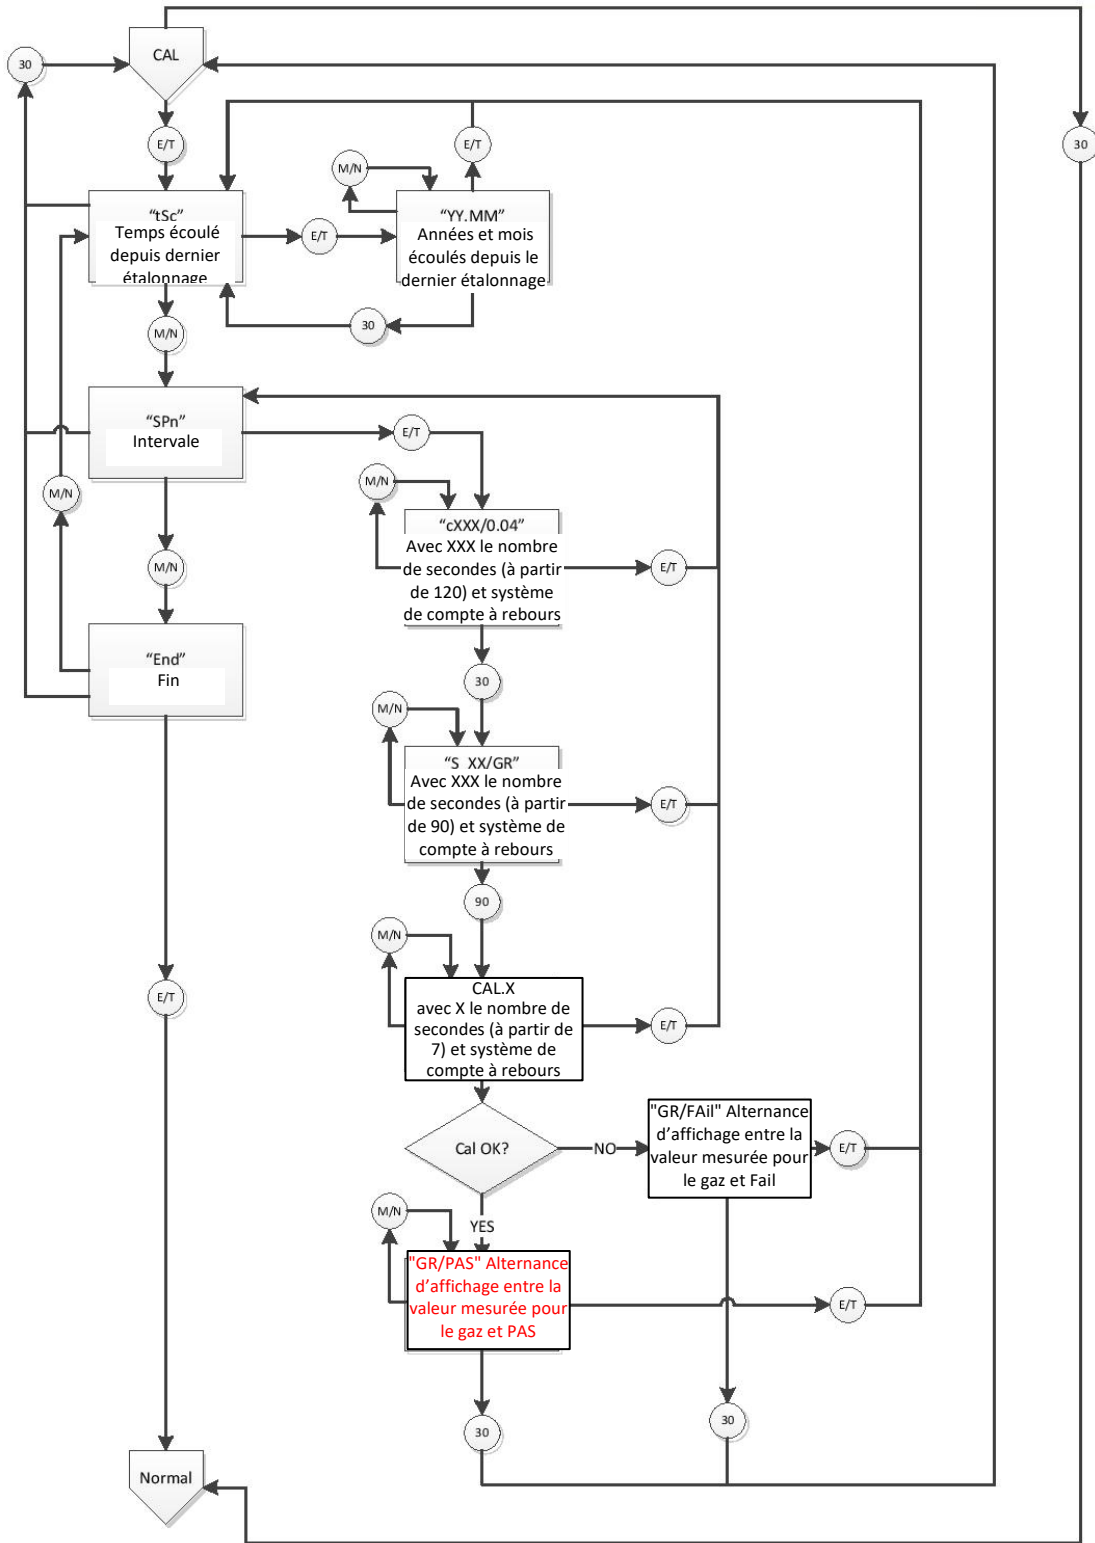 CAL
30
E/T
30
E/T
M/N
"tSc"
Temps écoulé
depuis dernier
étalonnage
E/T
"YY.MM"
Années et mois
écoulés depuis le
dernier étalonnage
30
M/N
"SPn"
Intervale
E/T
M/N
M/N
"cXXX/0.04"
Avec XXX le nombre
de secondes (à partir
de 120) et système
de compte à rebours
E/T
M/N
"End"
Fin
30
M/N
"S_XX/GR"
Avec XXX le nombre
de secondes (à partir
de 90) et système de
compte à rebours
E/T
90
M/N
E/T
CAL.X
avec X le nombre de
secondes (à partir de
7) et système de
compte à rebours
E/T
Cal OK?
NO
"GR/FAil" Alternance
d'affichage entre la
valeur mesurée pour
le gaz et Fail
E/T
YES
M/N
"GR/PAS" Alternance
d'affichage entre la
valeur mesurée pour
le gaz et PAS
E/T
30
30
Normal